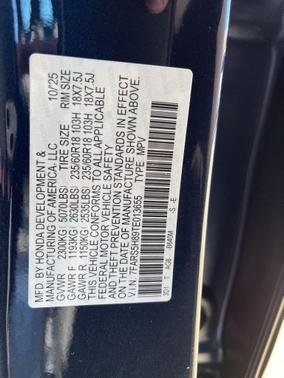 MFD BY HONDA DEVELOPMENT & 10/25
MANUFACTURING OF AMERICA, LLC
GVWR 2300KG( 5070LBS) TIRE SIZE RIM SIZE
GAWR F 1193KG( 2630LBS) 235/60R18 103H 18X7.5J
GAWR R 1150KG( 2535LBS) 235/60R18 103H 18X7.5J
THIS VEHICLE CONFORMS TO ALL APPLICABLE
FEDERAL MOTOR VEHICLE SAFETY, BUMPER,
AND THEFT PREVENTION STANDARDS IN EFFECT
ON THE DATE OF MANUFACTURE SHOWN ABOVE.
V.I.N.: 7FARS5H89TE013655 TYPE: MPV